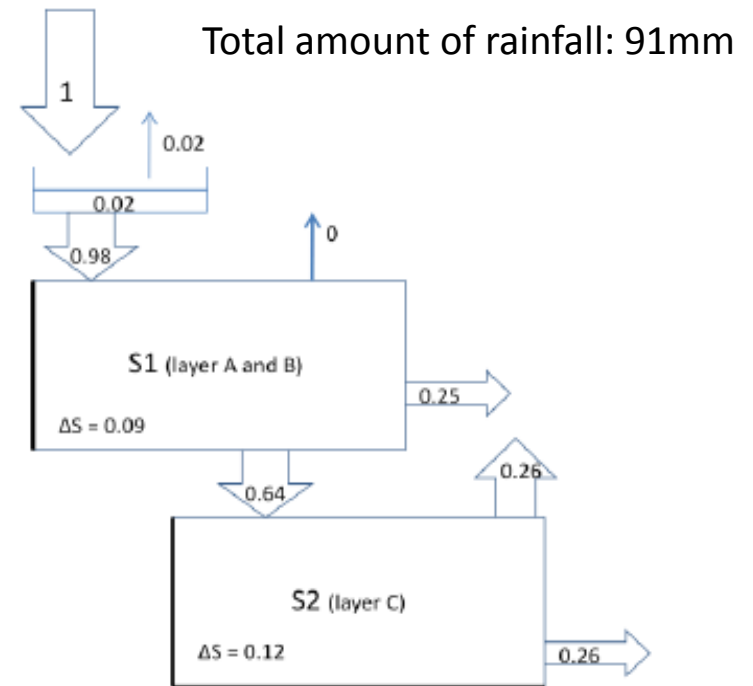 Total amount of rainfall: 91mm
1
0.02
0.02
0.98
0
S1 (layer A and B)
0.25
ΔS = 0.09
0.26
0.64
S2 (layer C)
ΔS = 0.12
0.26